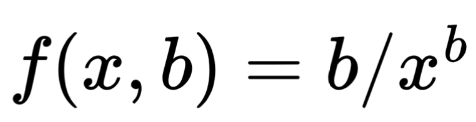 f(x, b) = b/x^b